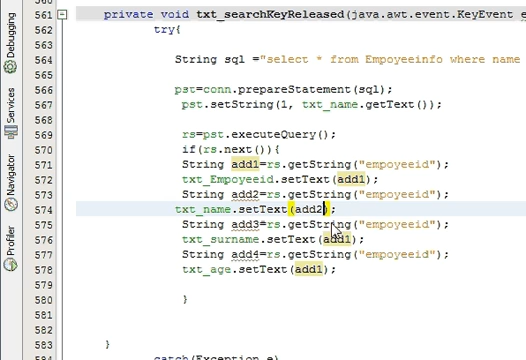 Debugging
Services
Navigator
Profiler
561 private void txt_searchKeyReleased(java.awt.event.KeyEvent
562 try{
563
564 String sql ="select * from Empoyeeinfo where name
565
566 pst=conn.prepareStatement(sql);
567 pst.setString(1, txt_name.getText());
568
569 rs=pst.executeQuery();
570 if(rs.next()){
571 String add1=rs.getString("empoyeeid");
572 txt_Empoyeeid.setText(add1);
573 String add2=rs.getString("empoyeeid");
574 txt_name.setText(add2);
575 String add3=rs.getString("empoyeeid");
576 txt_surname.setText(add1);
577 String add4=rs.getString("empoyeeid");
578 txt_age.setText(add1);
579
580 }
581
582
583 }
catch(Exception e)